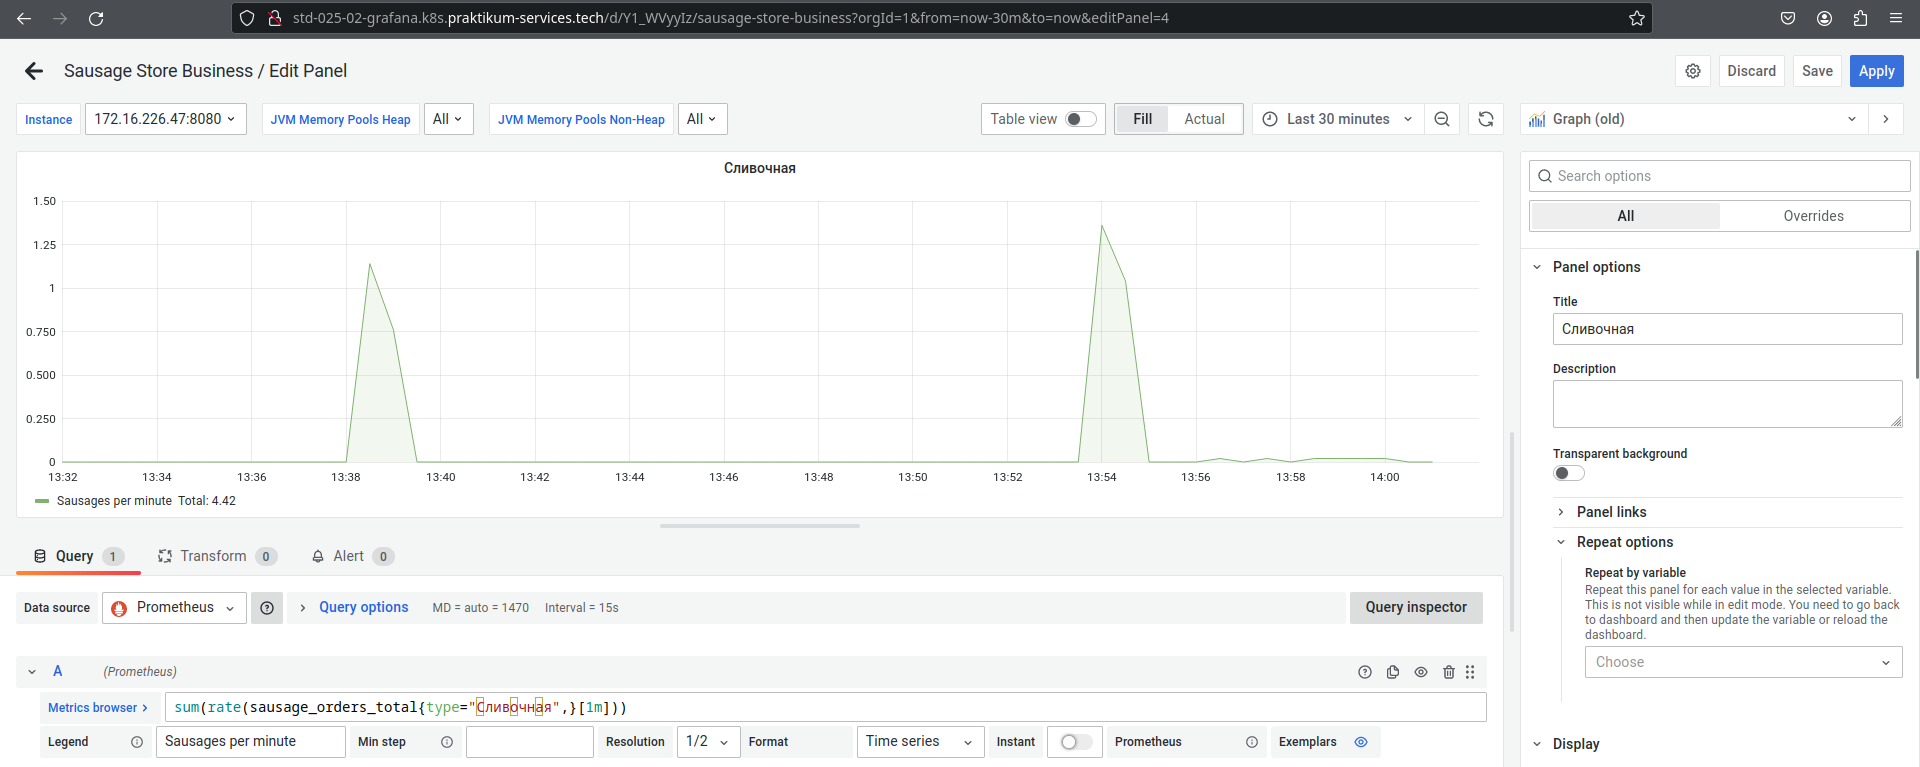 std-025-02-grafana.k8s.praktikum-services.tech/d/Y1_WVyyIz/sausage-store-business?orgId=1&from=now-30m&to=now&editPanel=4
Sausage Store Business / Edit Panel
Discard
Save
Apply
Instance
172.16.226.47:8080
JVM Memory Pools Heap
All
JVM Memory Pools Non-Heap
All
Table view
Fill
Actual
Last 30 minutes
Graph (old)
Сливочная
1.50
1.25
1
0.750
0.500
0.250
0
13:32
13:34
13:36
13:38
13:40
13:42
13:44
13:46
13:48
13:50
13:52
13:54
13:56
13:58
14:00
Sausages per minute Total: 4.42
Search options
All
Overrides
Panel options
Title
Сливочная
Description
Transparent background
Panel links
Repeat options
Repeat by variable
Repeat this panel for each value in the selected variable.
This is not visible while in edit mode. You need to go back
to dashboard and then update the variable or reload the
dashboard.
Choose
Display
Query 1
Transform 0
Alert 0
Data source
Prometheus
Query options
MD = auto = 1470
Interval = 15s
Query inspector
A
(Prometheus)
Metrics browser
sum(rate(sausage_orders_total{type="Сливочная",}[1m]))
Legend
Sausages per minute
Min step
Resolution
1/2
Format
Time series
Instant
Prometheus
Exemplars